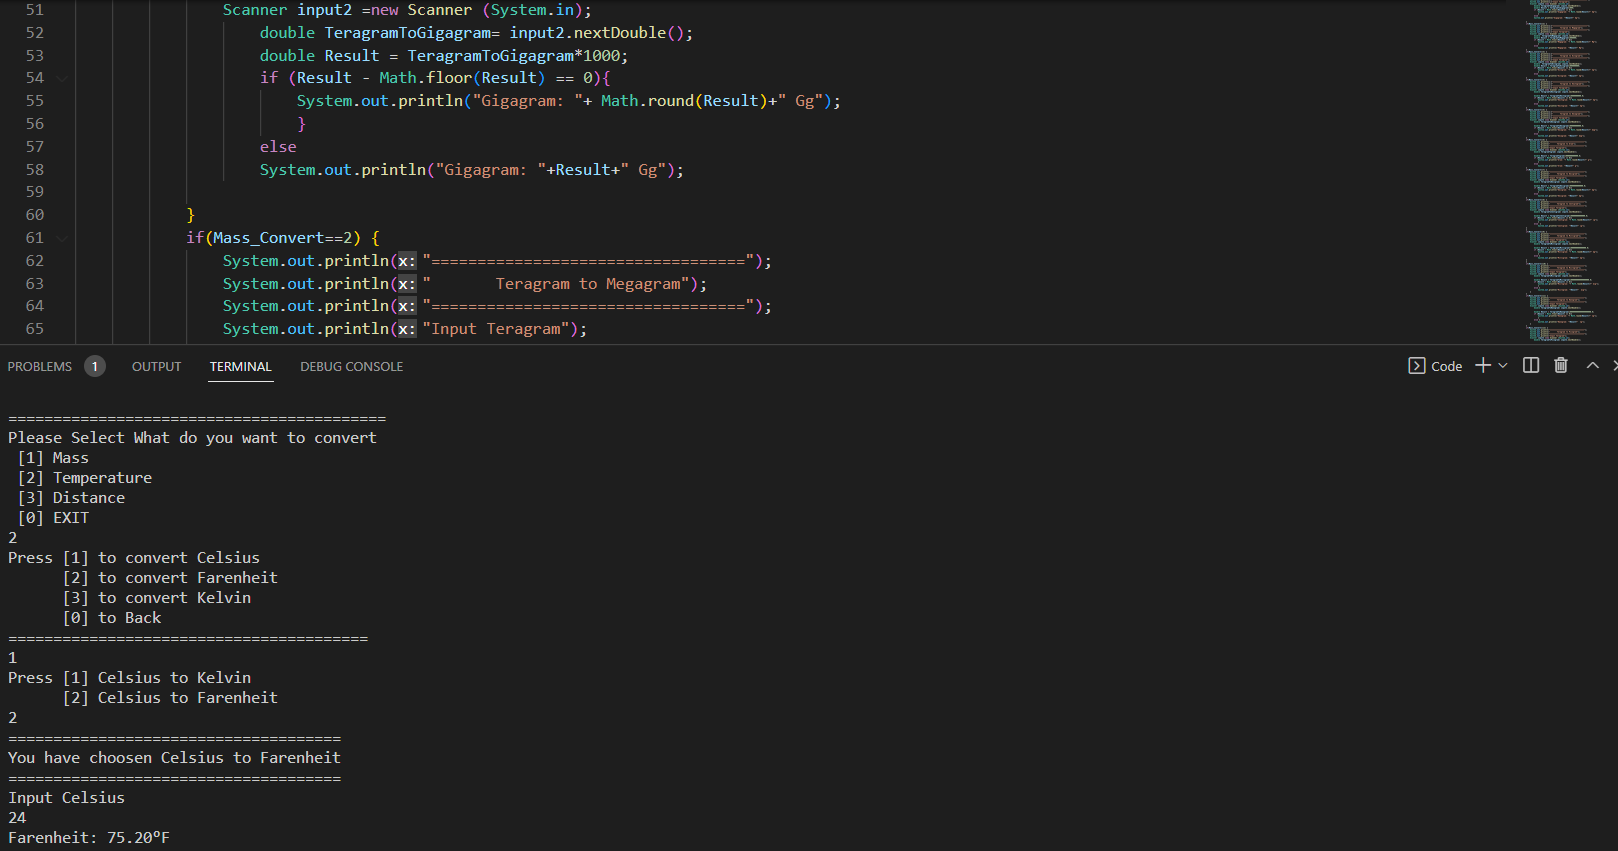 51 Scanner input2 =new Scanner (System.in);
52 double TeragramToGigagram= input2.nextDouble();
53 double Result = TeragramToGigagram*1000;
54 if (Result - Math.floor(Result) == 0){
55 System.out.println("Gigagram: "+ Math.round(Result)+" Gg");
56 }
57 else
58 System.out.println("Gigagram: "+Result+" Gg");
59
60 }
61 if(Mass_Convert==2) {
62 System.out.println(x: "==================================");
63 System.out.println(x: "       Teragram to Megagram");
64 System.out.println(x: "==================================");
65 System.out.println(x: "Input Teragram");
PROBLEMS 1 OUTPUT TERMINAL DEBUG CONSOLE Code
==========================================
Please Select What do you want to convert
[1] Mass
[2] Temperature
[3] Distance
[0] EXIT
2
Press [1] to convert Celsius
[2] to convert Farenheit
[3] to convert Kelvin
[0] to Back
========================================
1
Press [1] Celsius to Kelvin
[2] Celsius to Farenheit
2
=====================================
You have choosen Celsius to Farenheit
=====================================
Input Celsius
24
Farenheit: 75.20°F